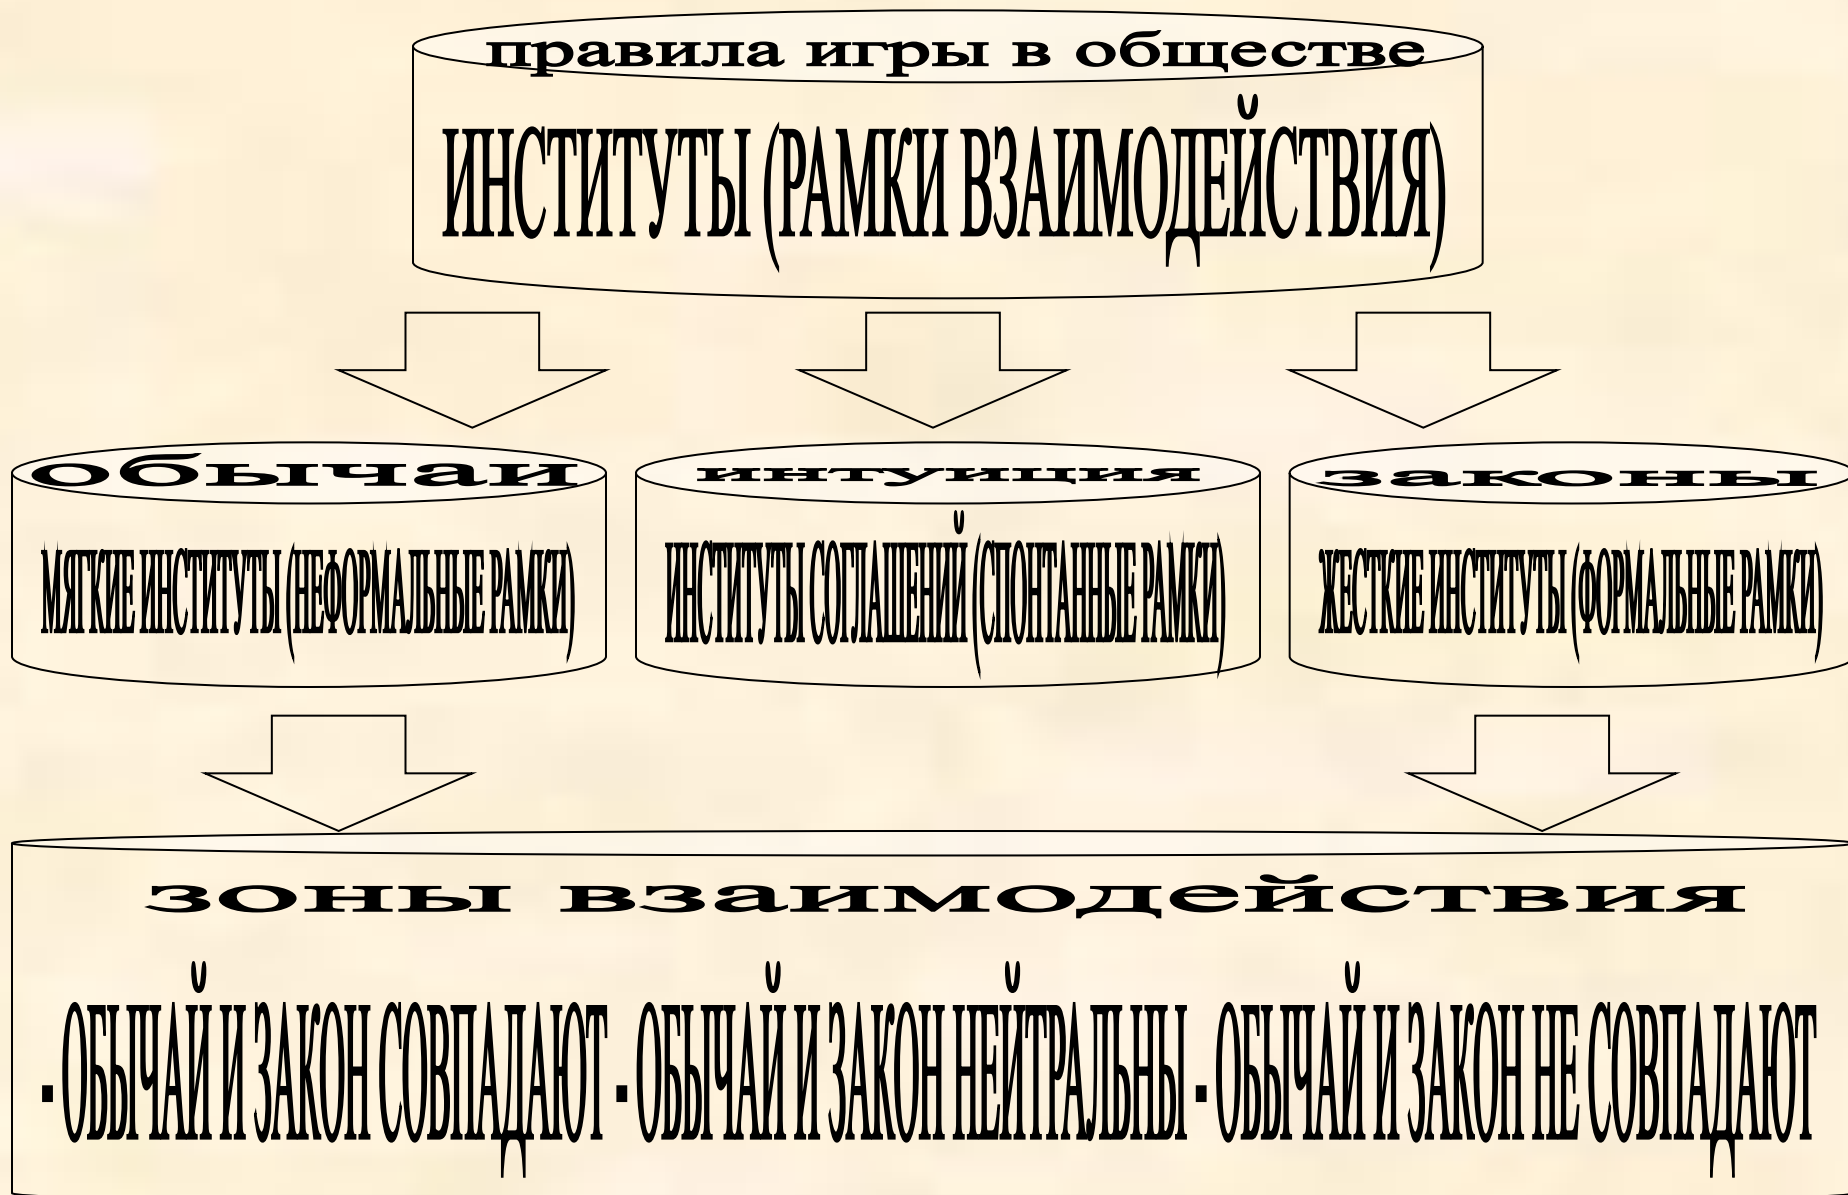 правила игры в обществе
ИНСТИТУТЫ (РАМКИ ВЗАИМОДЕЙСТВИЯ)
обычаи
МЯГКИЕ ИНСТИТУТЫ (НЕФОРМАЛЬНЫЕ РАМКИ)
интуиция
ИНСТИТУТЫ СОГЛАШЕНИЙ (СПОНТАННЫЕ РАМКИ)
законы
ЖЕСТКИЕ ИНСТИТУТЫ (ФОРМАЛЬНЫЕ РАМКИ)
зоны взаимодействия
- ОБЫЧАЙ И ЗАКОН СОВПАДАЮТ - ОБЫЧАЙ И ЗАКОН НЕЙТРАЛЬНЫ - ОБЫЧАЙ И ЗАКОН НЕ СОВПАДАЮТ